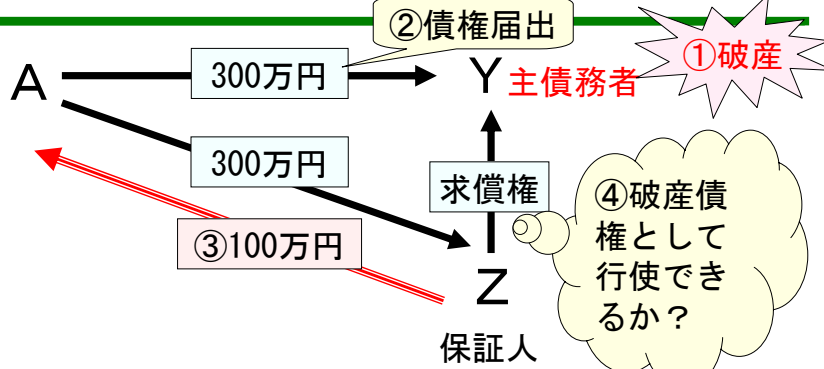 ②債権届出
①破産
A
300万円
Y
主債務者
300万円
求償権
④破産債
権として
行使でき
るか？
③100万円
Z
保証人